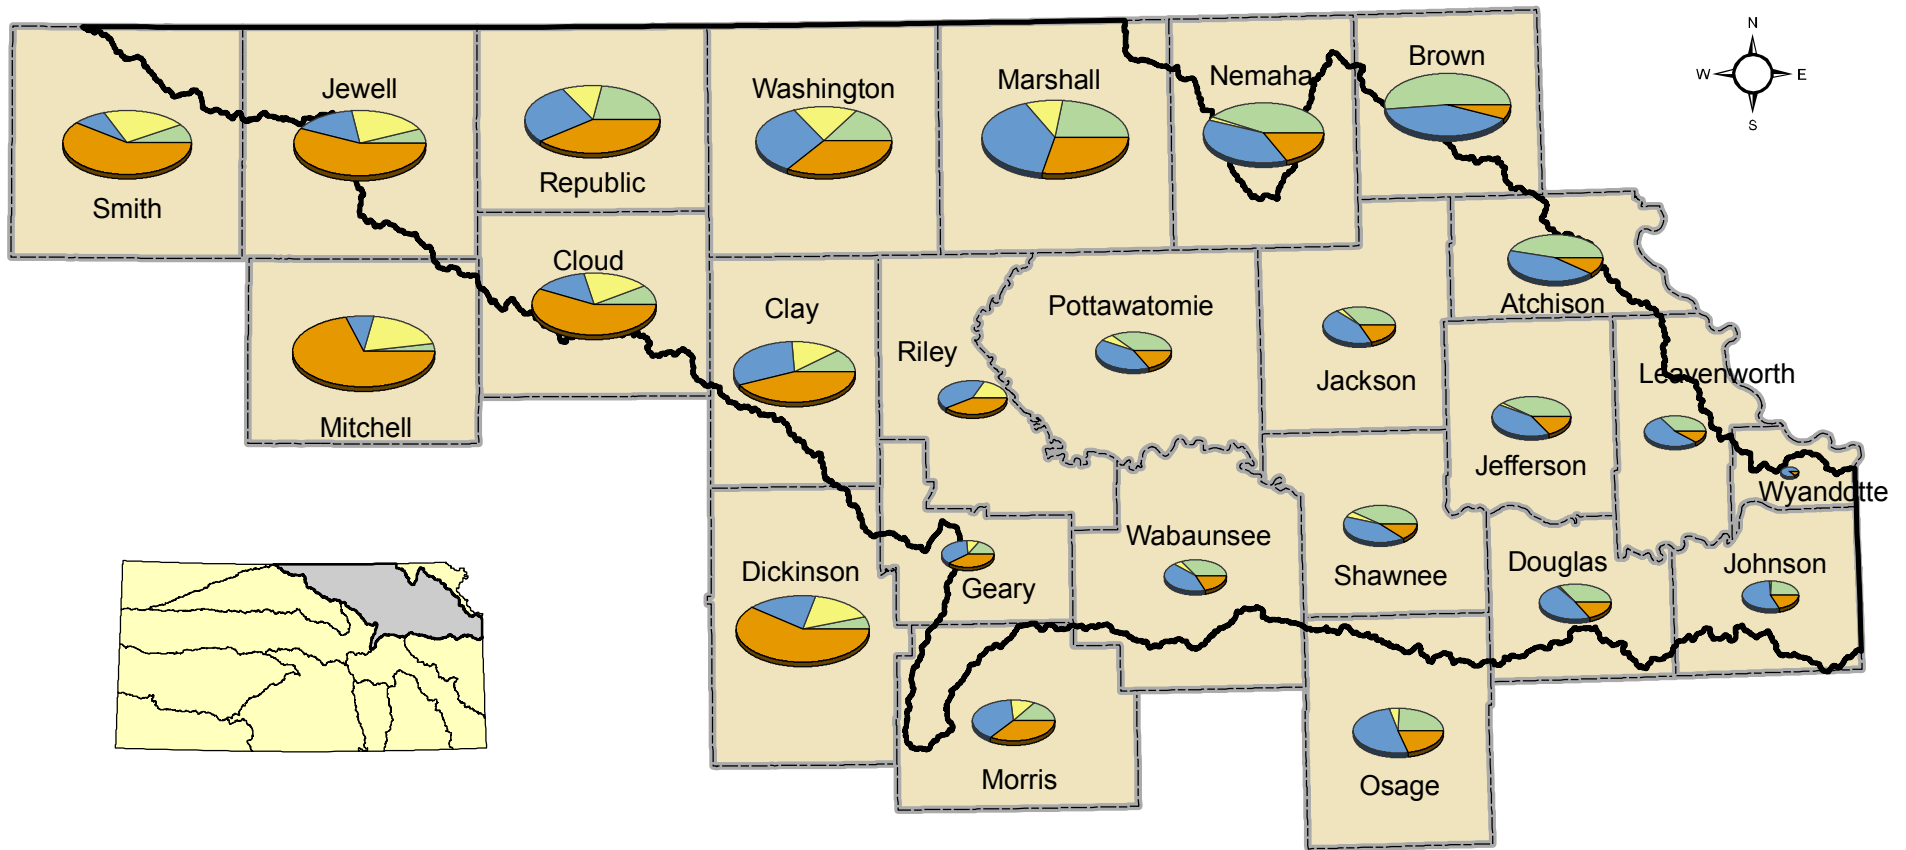 N
W
E
S
Smith
Jewell
Republic
Washington
Marshall
Nemaha
Brown
Mitchell
Cloud
Clay
Riley
Pottawatomie
Jackson
Atchison
Leavenworth
Jefferson
Wyandotte
Dickinson
Geary
Wabaunsee
Shawnee
Douglas
Johnson
Morris
Osage